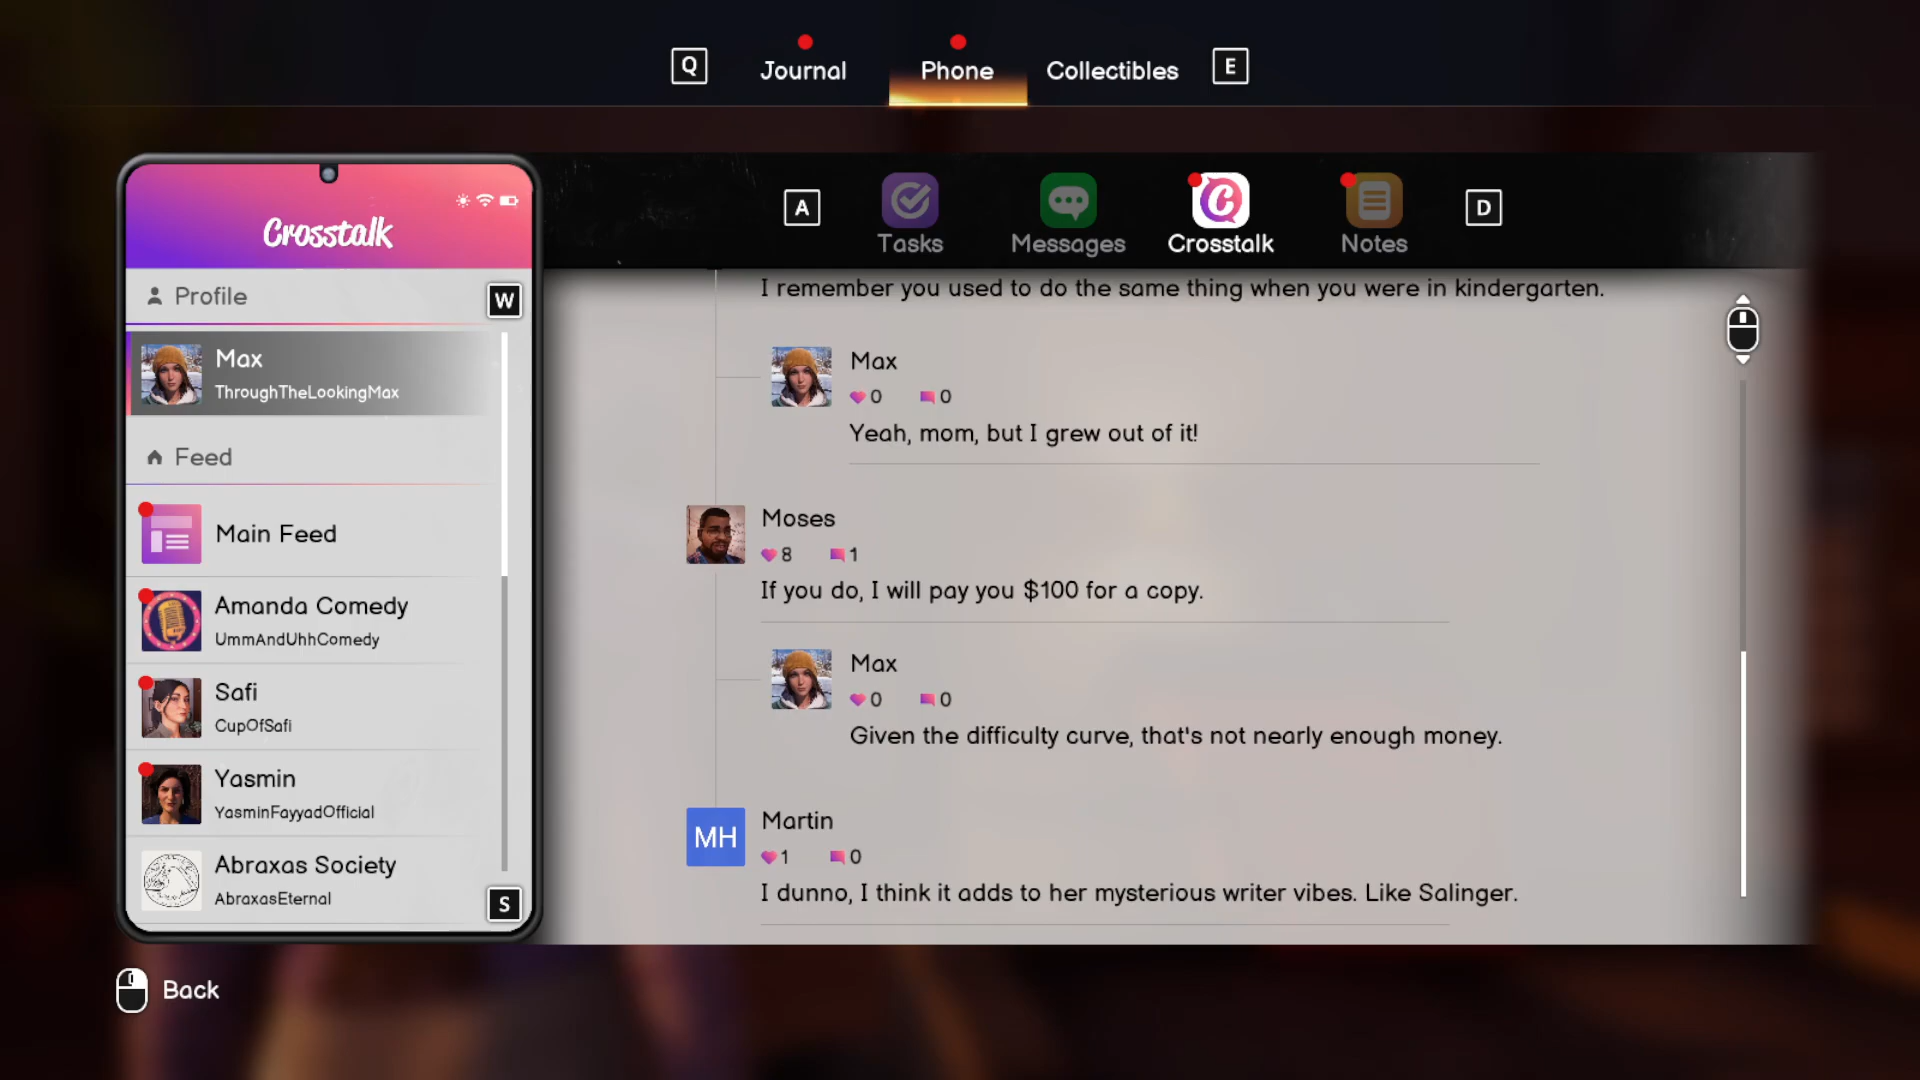 Q
Journal
Phone
Collectibles
E
Crosstalk
Profile
W
Max
ThroughTheLookingMax
Feed
Main Feed
Amanda Comedy
UmmAndUhhComedy
Safi
CupOfSafi
Yasmin
YasminFayyadOfficial
Abraxas Society
AbraxasEternal
S
A
Tasks
Messages
Crosstalk
Notes
D
I remember you used to do the same thing when you were in kindergarten.
Max
0 0
Yeah, mom, but I grew out of it!
Moses
8 1
If you do, I will pay you $100 for a copy.
Max
0 0
Given the difficulty curve, that's not nearly enough money.
MH
Martin
1 0
I dunno, I think it adds to her mysterious writer vibes. Like Salinger.
Back